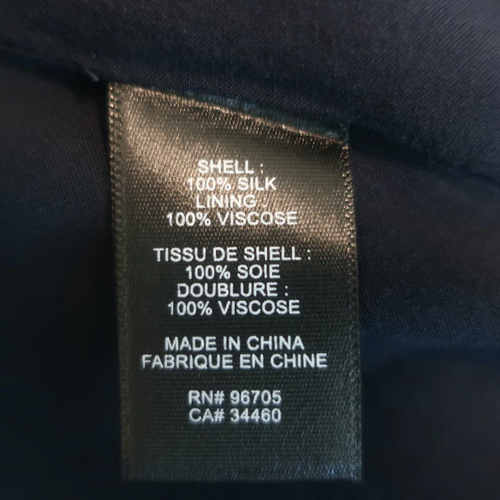 SHELL :
100% SILK
LINING
100% VISCOSE
TISSU DE SHELL :
100% SOIE
DOUBLURE :
100% VISCOSE
MADE IN CHINA
FABRIQUE EN CHINE
RN# 96705
CA# 34460